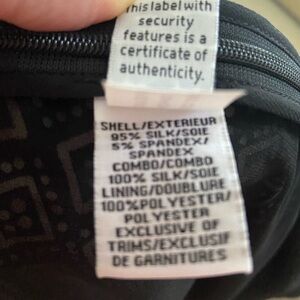 This label with
security
features is a
certificate of
authenticity.
SHELL/EXTERIEUR
95% SILK/SOIE
5% SPANDEX/
SPANDEX
COMBO/COMBO
100% SILK/SOIE
LINING/DOUBLURE
100%POLYESTER/
POLYESTER
EXCLUSIVE OF
TRIMS/EXCLUSIF
DE GARNITURES